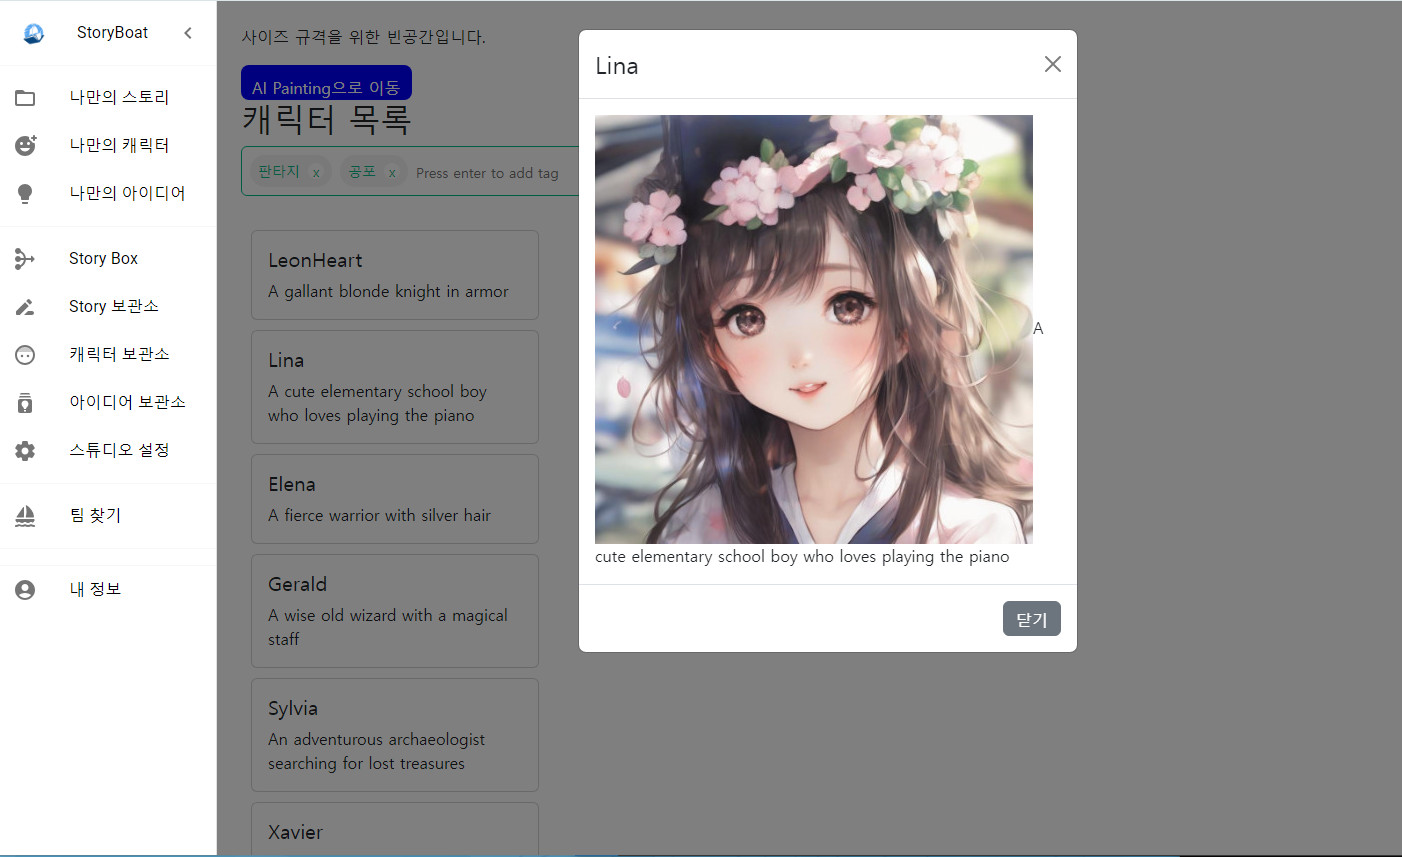 StoryBoat
나만의 스토리
나만의 캐릭터
나만의 아이디어
Story Box
Story 보관소
캐릭터 보관소
아이디어 보관소
스튜디오 설정
팀 찾기
내 정보
사이즈 규격을 위한 빈공간입니다.
AI Painting으로 이동
캐릭터 목록
판타지 x 공포 x Press enter to add tag
LeonHeart
A gallant blonde knight in armor
Lina
A cute elementary school boy
who loves playing the piano
Elena
A fierce warrior with silver hair
Gerald
A wise old wizard with a magical
staff
Sylvia
An adventurous archaeologist
searching for lost treasures
Xavier
Lina
A
cute elementary school boy who loves playing the piano
닫기